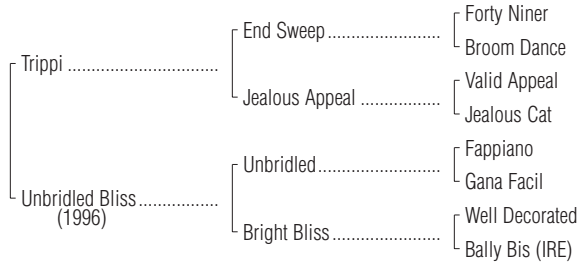 Forty Niner
End Sweep
Broom Dance
Trippi
Valid Appeal
Jealous Appeal
Jealous Cat
Fappiano
Unbridled
Gana Facil
Unbridled Bliss
(1996)
Well Decorated
Bright Bliss
Bally Bis (IRE)